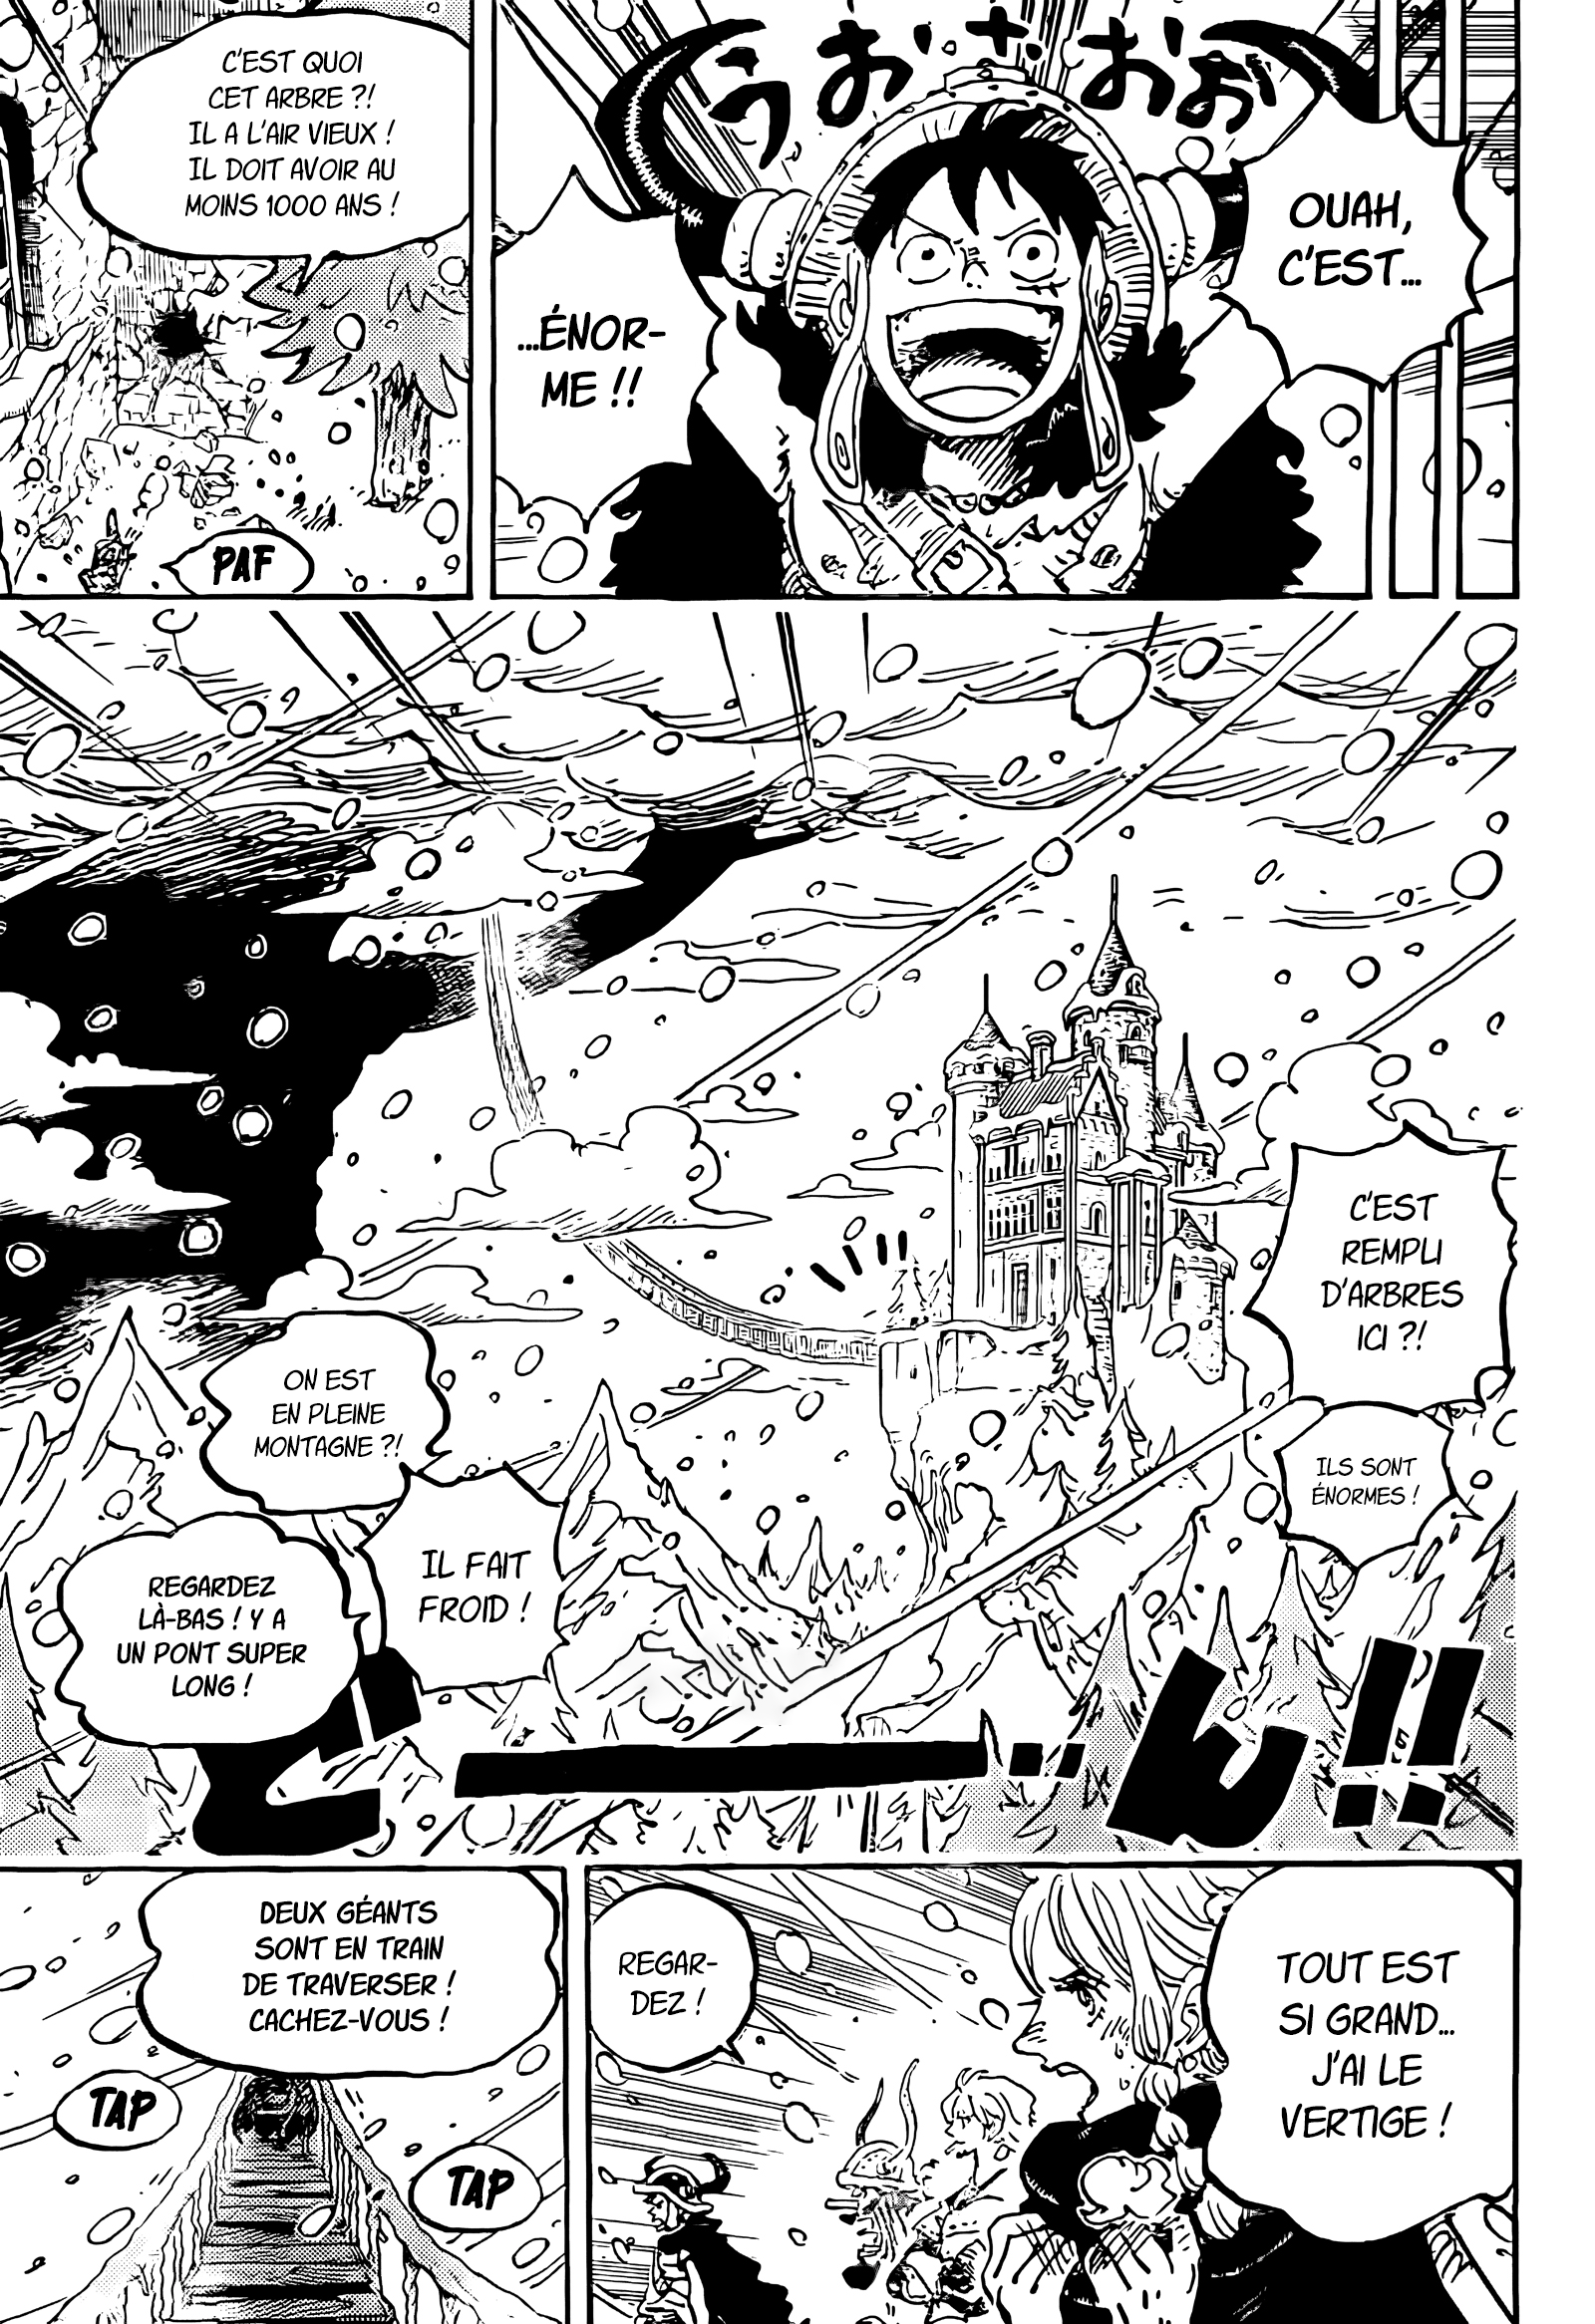 OUAH,
C'EST...
うおおおお
...ÉNOR-
ME !!
C'EST QUOI
CET ARBRE ?!
IL A L'AIR VIEUX !
IL DOIT AVOIR AU
MOINS 1000 ANS !
PAF
C'EST
REMPLI
D'ARBRES
ICI ?!
ILS SONT
ÉNORMES !
ON EST
EN PLEINE
MONTAGNE ?!
IL FAIT
FROID !
REGARDEZ
LÀ-BAS ! Y A
UN PONT SUPER
LONG !
TOUT EST
SI GRAND...
J'AI LE
VERTIGE !
REGAR-
DEZ !
DEUX GÉANTS
SONT EN TRAIN
DE TRAVERSER !
CACHEZ-VOUS !
TAP
TAP